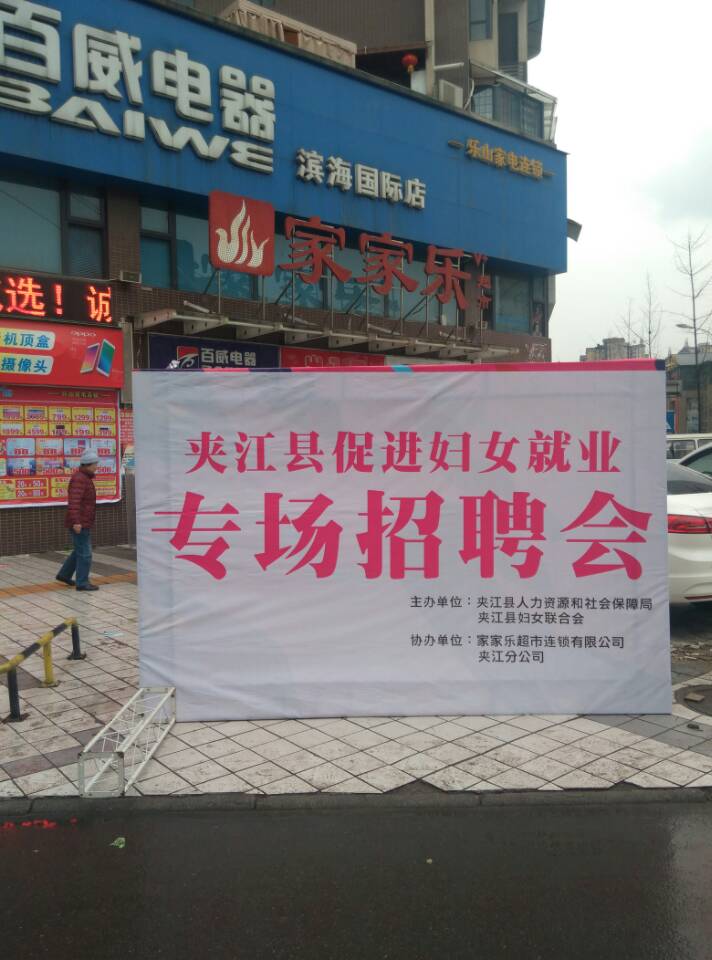 百威电器
BAIWE
滨海国际店
乐山家电连锁
家家乐
选！诚
机顶盒
摄像头
oppo
百威电器
夹江县促进妇女就业
专场招聘会
主办单位：夹江县人力资源和社会保障局
夹江县妇女联合会
协办单位：家家乐超市连锁有限公司
夹江分公司